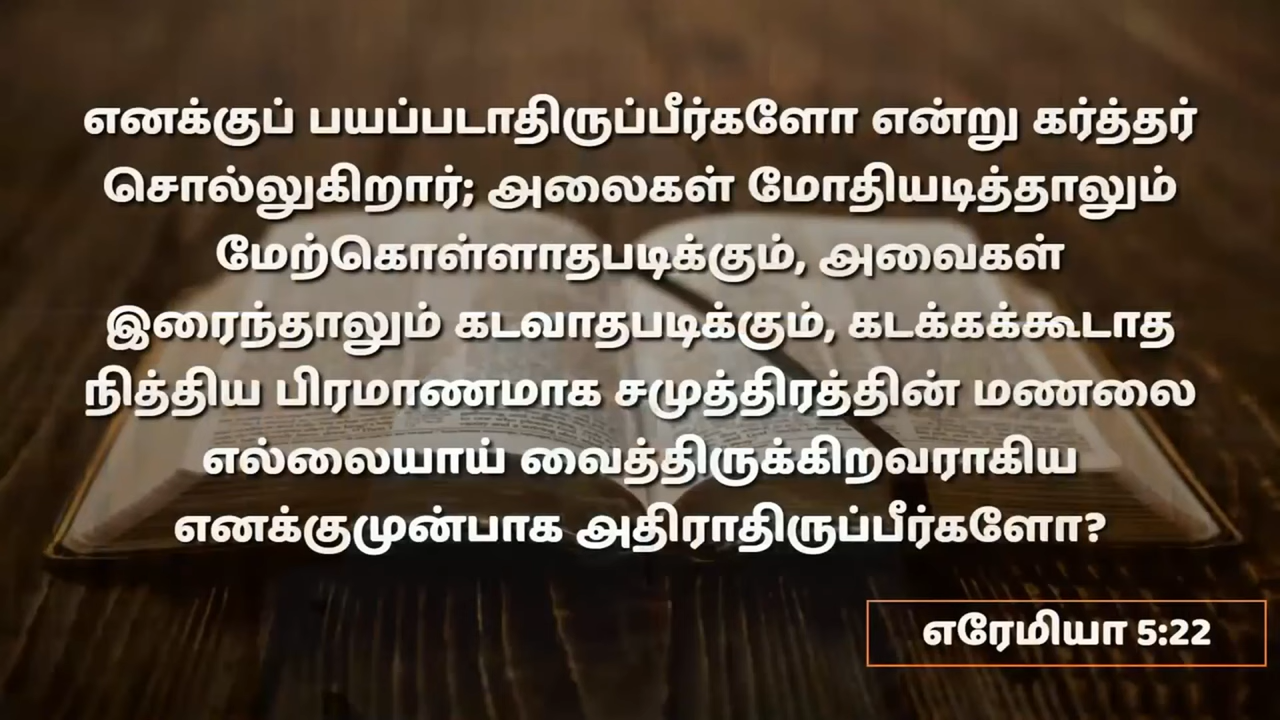 எனக்குப் பயப்படாதிருப்பீர்களோ என்று கர்த்தர்
சொல்லுகிறார்; அலைகள் மோதியடித்தாலும்
மேற்கொள்ளாதபடிக்கும், அவைகள்
இரைந்தாலும் கடவாதபடிக்கும், கடக்கக்கூடாத
நித்திய பிரமாணமாக சமுத்திரத்தின் மணலை
எல்லையாய் வைத்திருக்கிறவராகிய
எனக்குமுன்பாக அதிராதிருப்பீர்களோ?
எரேமியா 5:22